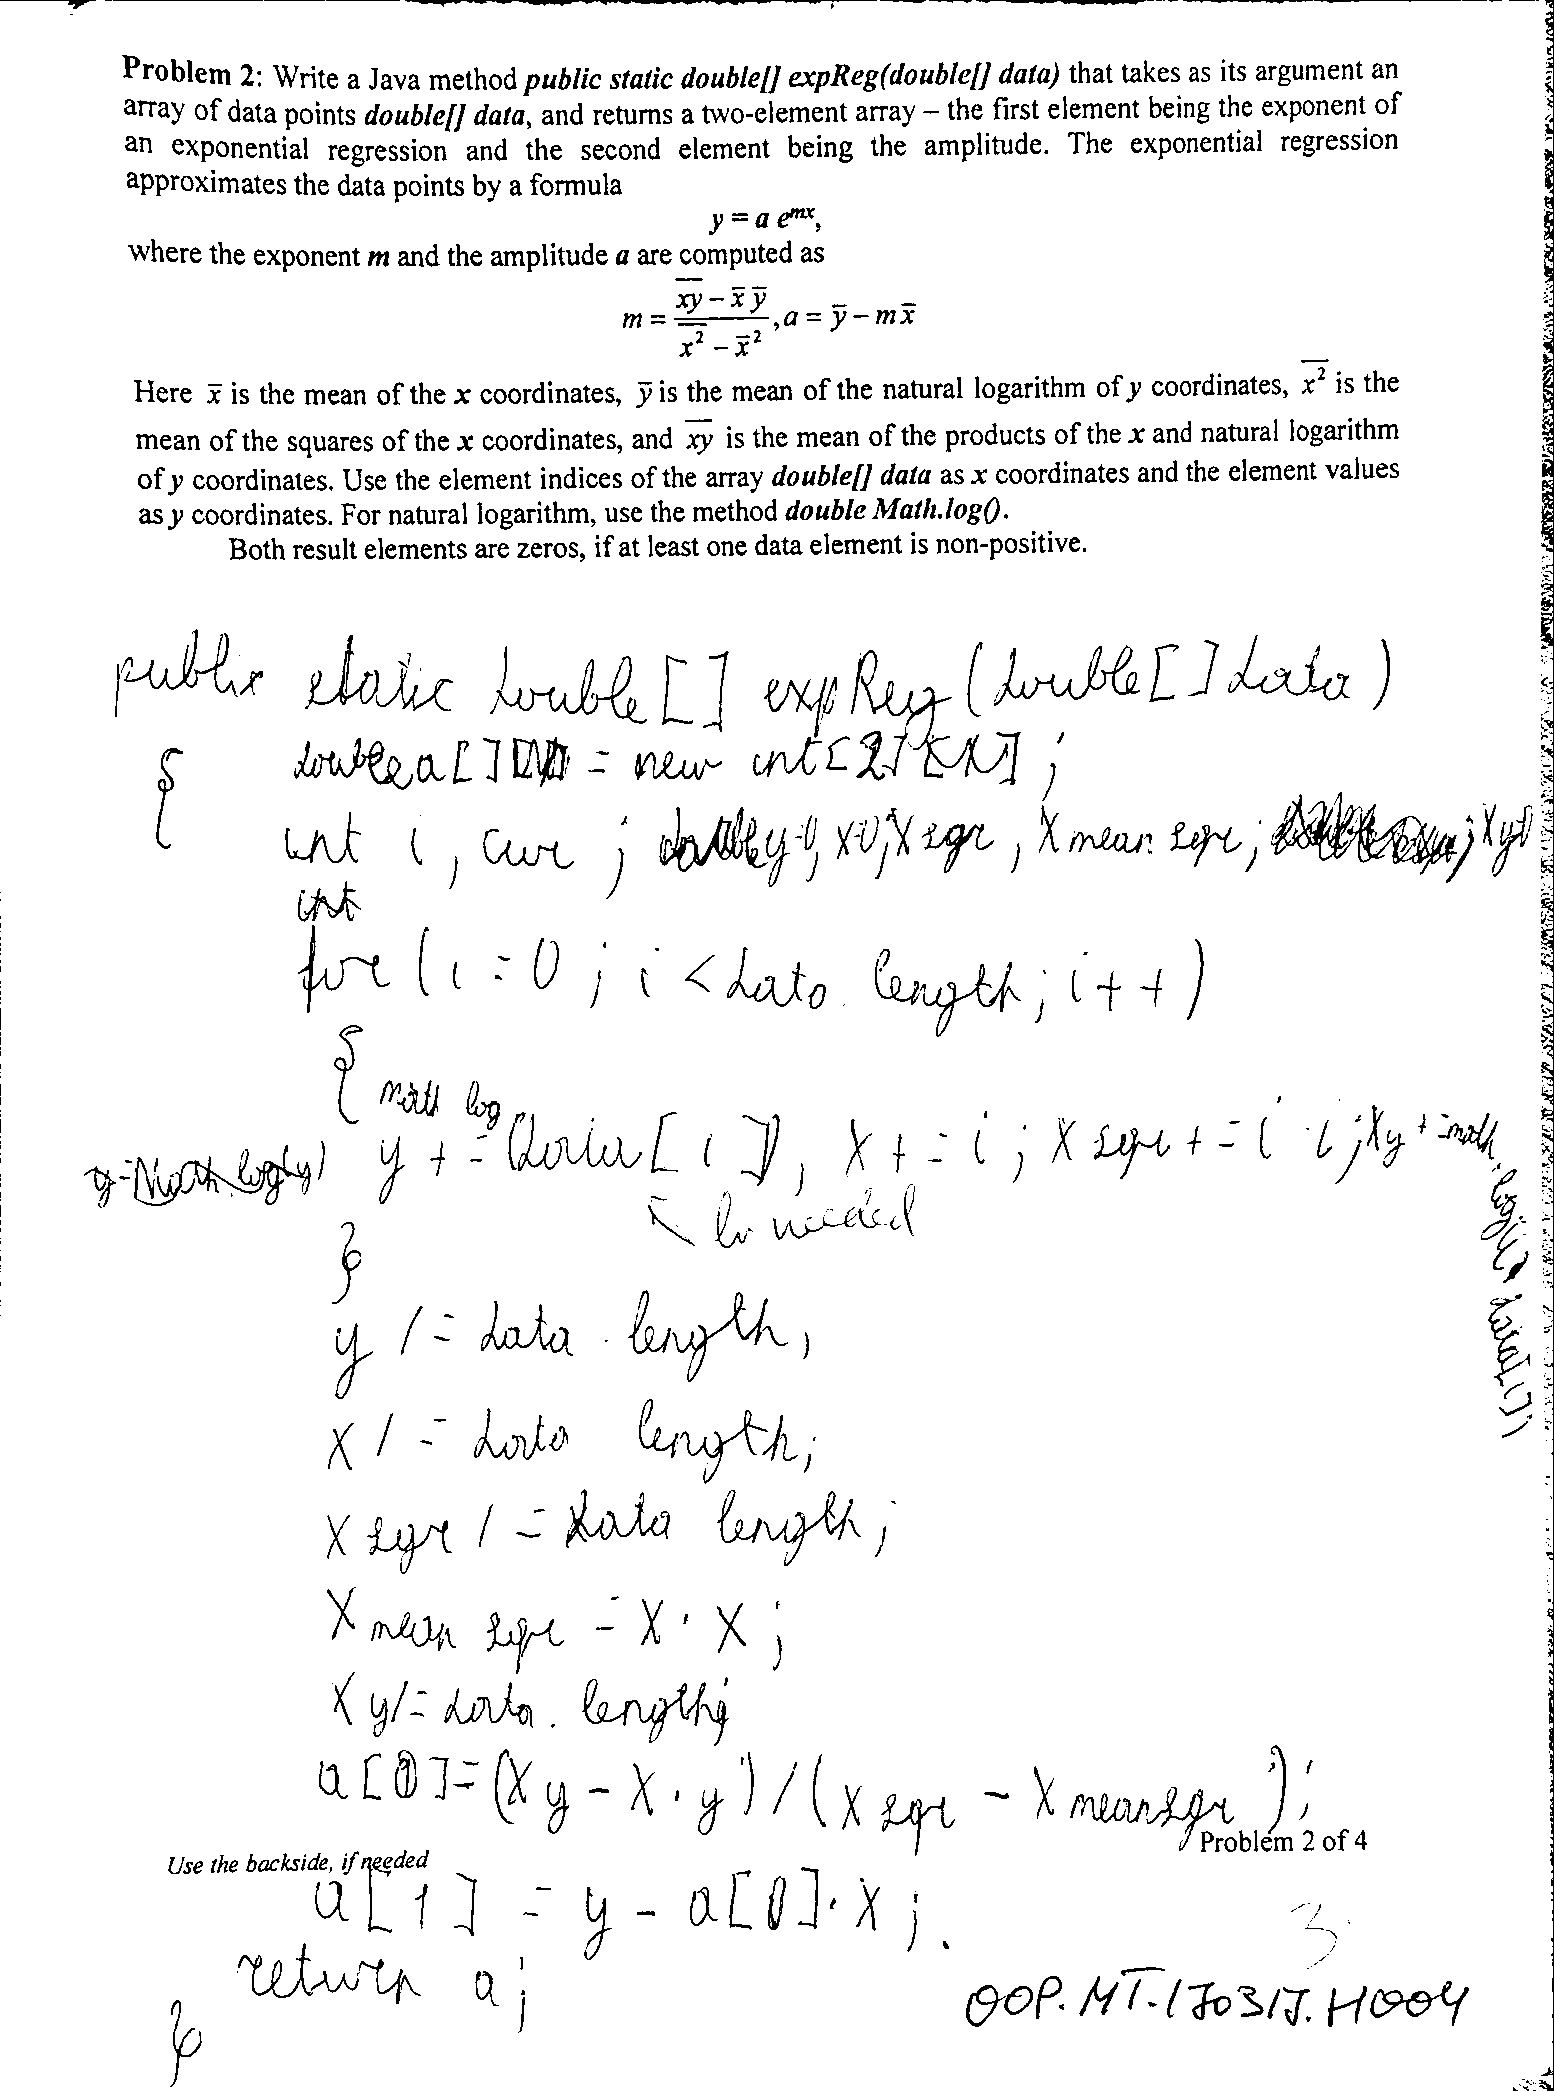 Problem 2: Write a Java method public static double[] expReg(double[] data) that takes as its argument an
array of data points double[] data, and returns a two-element array – the first element being the exponent of
an exponential regression and the second element being the amplitude. The exponential regression
approximates the data points by a formula
y = a e^{mx},
where the exponent m and the amplitude a are computed as
m = \frac{\overline{xy} - \bar{x}\,\bar{y}}{\overline{x^2} - \bar{x}^2}, a = \bar{y} - m\bar{x}
Here \bar{x} is the mean of the x coordinates, \bar{y} is the mean of the natural logarithm of y coordinates, \overline{x^2} is the
mean of the squares of the x coordinates, and \overline{xy} is the mean of the products of the x and natural logarithm
of y coordinates. Use the element indices of the array double[] data as x coordinates and the element values
as y coordinates. For natural logarithm, use the method double Math.log().
Both result elements are zeros, if at least one data element is non-positive.
public static double[] expReg(double[] data)
{ double a[] = new int[2];
int i, cur; double y=0, x=0, xsqr, xmean sqr; xy=0
int
for (i=0; i<data.length; i++)
{
math log
y += (data[i]), x += i; xsqr += i·i; xy += math.
y=Math.log(y)
ln needed
}
y /= data.length;
x /= data length;
xsqr /= data length;
xmean sqr = x·x;
xy /= data.length;
a[0]=(xy-x·y)/(xsqr - xmeansqr);
Problem 2 of 4
Use the backside, if needed
a[1] = y - a[0]·x;
3
return a;
OOP.MT.170317.H004
}